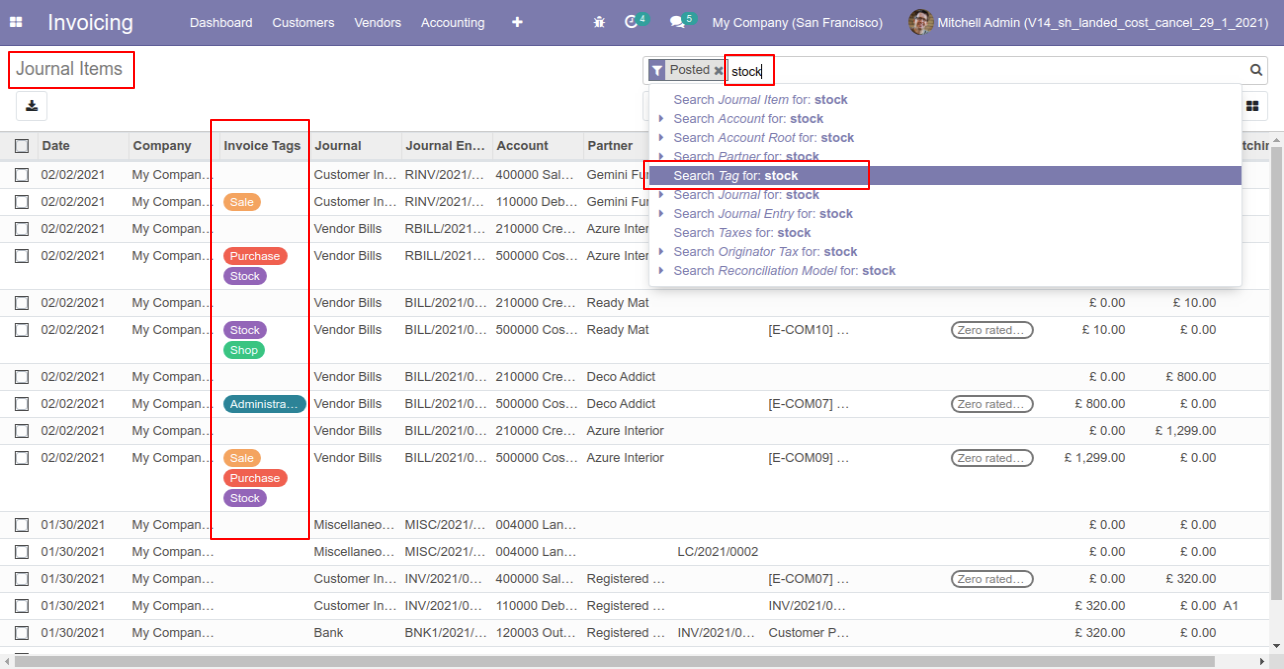 Invoicing Dashboard Customers Vendors Accounting + 4 5 My Company (San Francisco) Mitchell Admin (V14_sh_landed_cost_cancel_29_1_2021)
Journal Items
Posted × stock
Search Journal Item for: stock
Search Account for: stock
Search Account Root for: stock
Search Partner for: stock
Search Tag for: stock
Search Journal for: stock
Search Journal Entry for: stock
Search Taxes for: stock
Search Originator Tax for: stock
Search Reconciliation Model for: stock
Date Company Invoice Tags Journal Journal En... Account Partner
02/02/2021 My Compan... Customer In... RINV/2021/... 400000 Sal... Gemini Fur
02/02/2021 My Compan... Sale Customer In... RINV/2021/... 110000 Deb... Gemini Fur
02/02/2021 My Compan... Vendor Bills RBILL/2021... 210000 Cre... Azure Inter
02/02/2021 My Compan... Purchase Vendor Bills RBILL/2021... 500000 Cos... Azure Inter
Stock
02/02/2021 My Compan... Vendor Bills BILL/2021/0... 210000 Cre... Ready Mat £ 0.00 £ 10.00
02/02/2021 My Compan... Stock Vendor Bills BILL/2021/0... 500000 Cos... Ready Mat [E-COM10] ... Zero rated... £ 10.00 £ 0.00
Shop
02/02/2021 My Compan... Vendor Bills BILL/2021/0... 210000 Cre... Deco Addict £ 0.00 £ 800.00
02/02/2021 My Compan... Administra... Vendor Bills BILL/2021/0... 500000 Cos... Deco Addict [E-COM07] ... Zero rated... £ 800.00 £ 0.00
02/02/2021 My Compan... Vendor Bills BILL/2021/0... 210000 Cre... Azure Interior £ 0.00 £ 1,299.00
02/02/2021 My Compan... Sale Vendor Bills BILL/2021/0... 500000 Cos... Azure Interior [E-COM09] ... Zero rated... £ 1,299.00 £ 0.00
Purchase
Stock
01/30/2021 My Compan... Miscellaneo... MISC/2021/... 004000 Lan... £ 0.00 £ 0.00
01/30/2021 My Compan... Miscellaneo... MISC/2021/... 004000 Lan... LC/2021/0002 £ 0.00 £ 0.00
01/30/2021 My Compan... Customer In... INV/2021/0... 400000 Sal... Registered ... [E-COM07] ... Zero rated... £ 0.00 £ 320.00
01/30/2021 My Compan... Customer In... INV/2021/0... 110000 Deb... Registered ... INV/2021/0... £ 320.00 £ 0.00 A1
01/30/2021 My Compan... Bank BNK1/2021/... 120003 Out... Registered ... INV/2021/0... Customer P... £ 320.00 £ 0.00